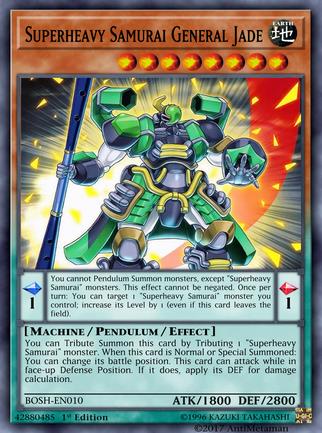 Superheavy Samurai General Jade
EARTH
地
You cannot Pendulum Summon monsters, except "Superheavy
Samurai" monsters. This effect cannot be negated. Once per
turn: You can target 1 "Superheavy Samurai" monster you
control; increase its Level by 1 (even if this card leaves the
field).
1
1
[Machine / Pendulum / Effect]
You can Tribute Summon this card by Tributing 1 "Superheavy
Samurai" monster. When this card is Normal or Special Summoned:
You can change its battle position. This card can attack while in
face-up Defense Position. If it does, apply its DEF for damage
calculation.
BOSH-EN010 ATK/1800 DEF/2800
42880485 1st Edition ©1996 KAZUKI TAKAHASHI
©2017 AntiMetaman